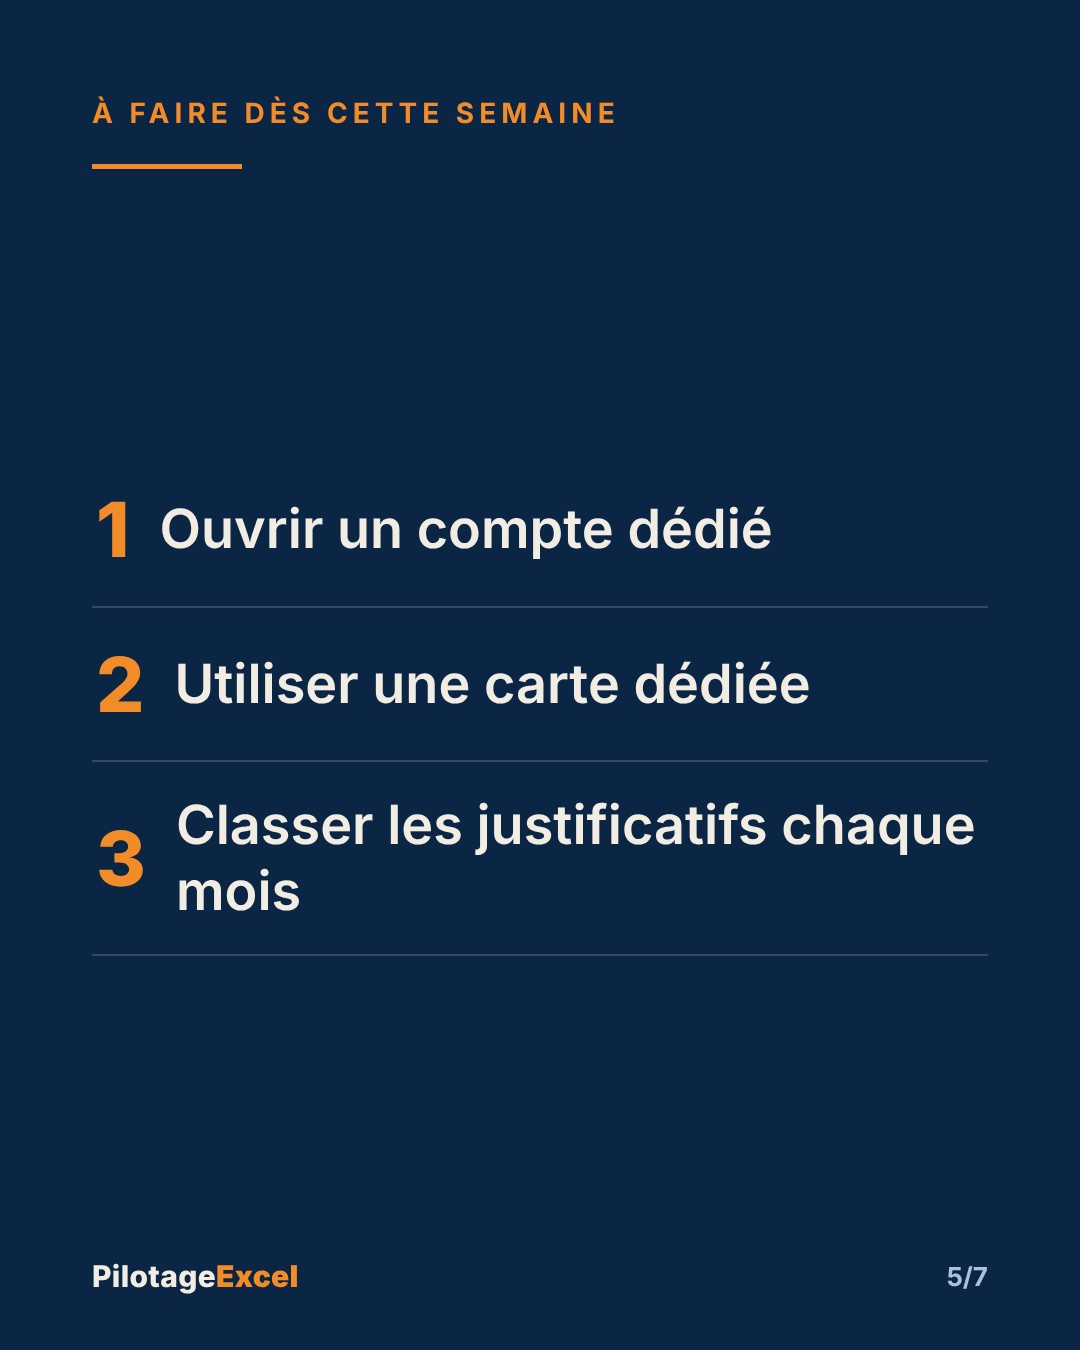 À FAIRE DÈS CETTE SEMAINE
1 Ouvrir un compte dédié
2 Utiliser une carte dédiée
3 Classer les justificatifs chaque
mois
PilotageExcel
5/7